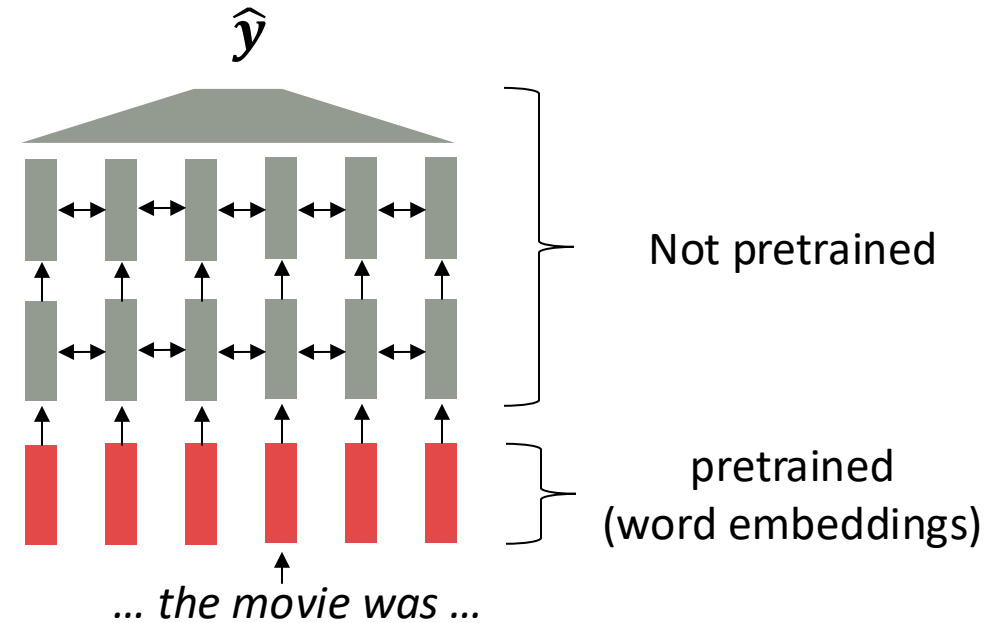 ŷ
Not pretrained
pretrained
(word embeddings)
… the movie was …